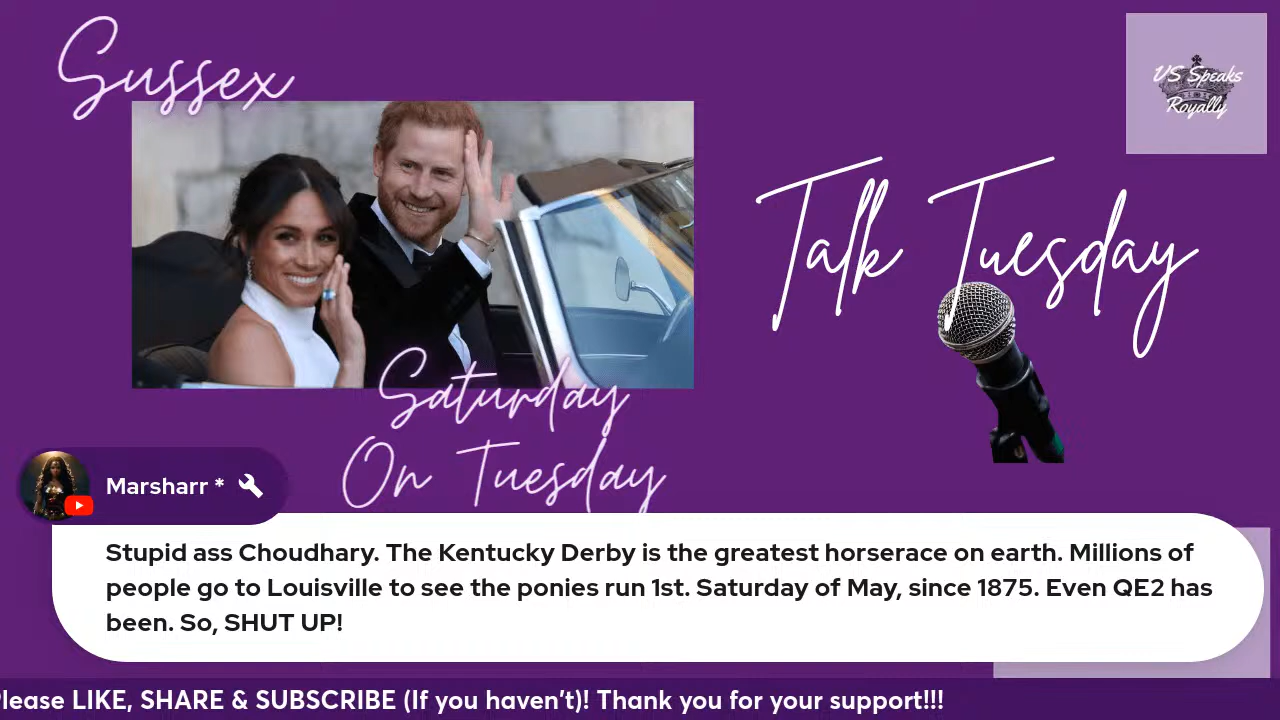 Sussex
US Speaks
Royally
Talk Tuesday
Saturday
On Tuesday
Marsharr *
Stupid ass Choudhary. The Kentucky Derby is the greatest horserace on earth. Millions of
people go to Louisville to see the ponies run 1st. Saturday of May, since 1875. Even QE2 has
been. So, SHUT UP!
lease LIKE, SHARE & SUBSCRIBE (If you haven't)! Thank you for your support!!!